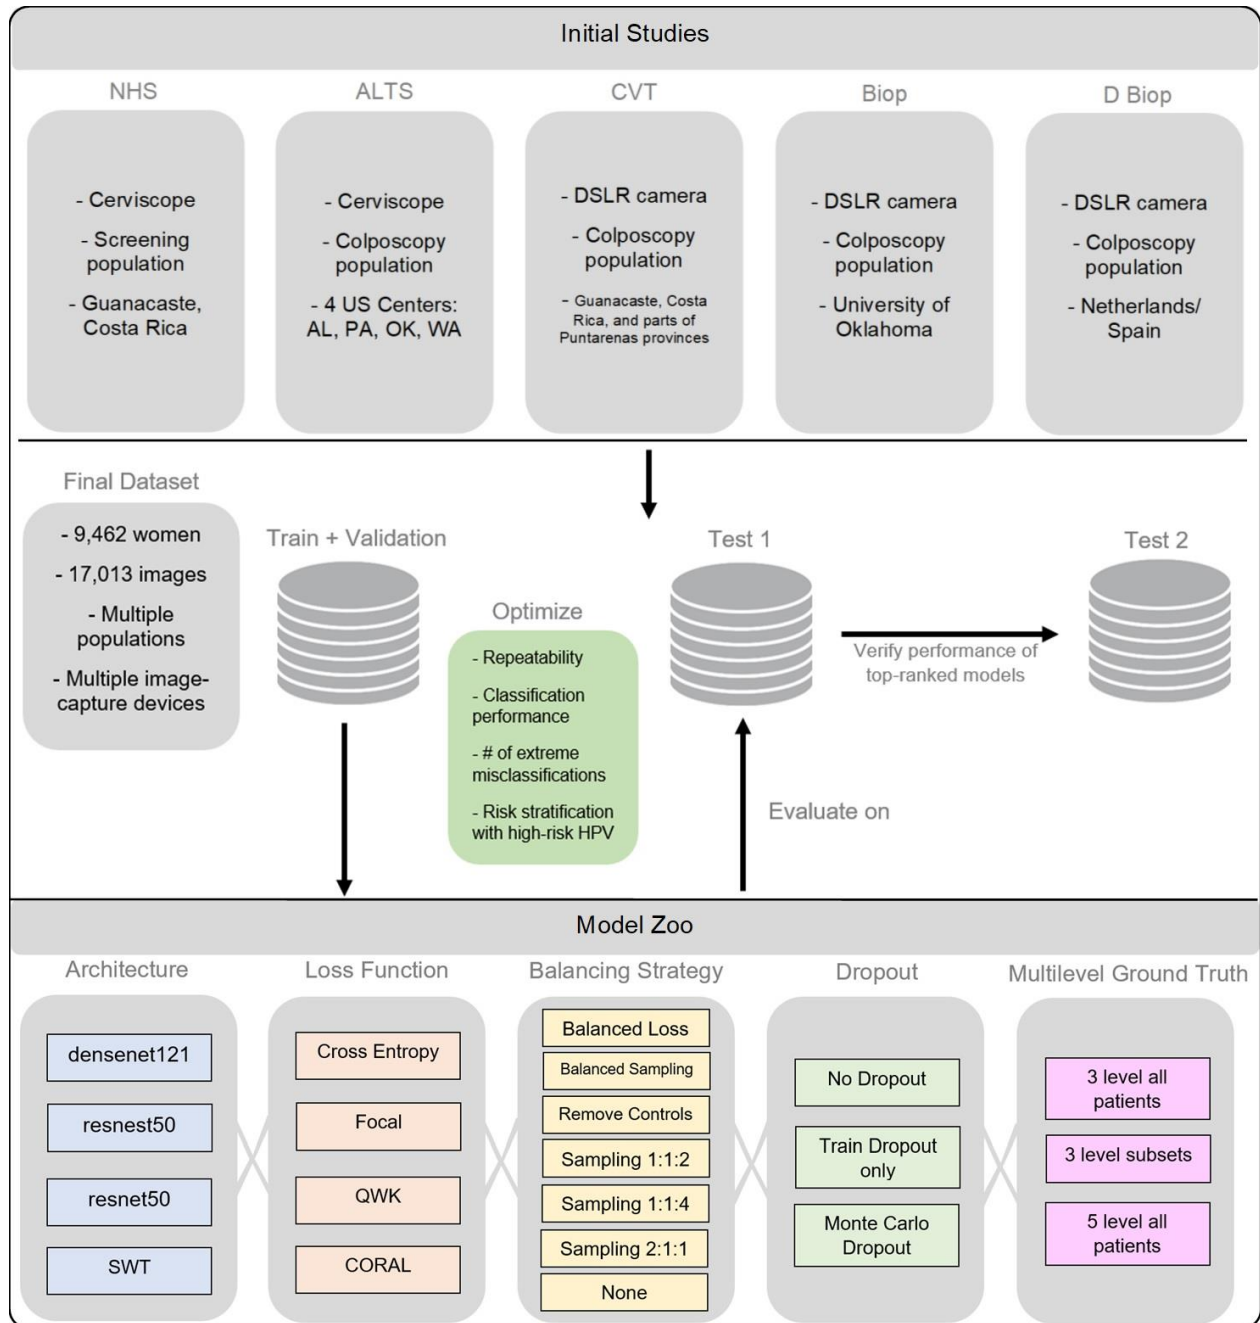 Initial Studies
NHS
- Cerviscope
- Screening
population
- Guanacaste,
Costa Rica
ALTS
- Cerviscope
- Colposcopy
population
- 4 US Centers:
AL, PA, OK, WA
CVT
- DSLR camera
- Colposcopy
population
- Guanacaste, Costa
Rica, and parts of
Puntarenas provinces
Biop
- DSLR camera
- Colposcopy
population
- University of
Oklahoma
D Biop
- DSLR camera
- Colposcopy
population
- Netherlands/
Spain
Final Dataset
- 9,462 women
- 17,013 images
- Multiple
populations
- Multiple image-
capture devices
Train + Validation
Optimize
- Repeatability
- Classification
performance
- # of extreme
misclassifications
- Risk stratification
with high-risk HPV
Test 1
Evaluate on
Verify performance of
top-ranked models
Test 2
Model Zoo
Architecture
densenet121
resnest50
resnet50
SWT
Loss Function
Cross Entropy
Focal
QWK
CORAL
Balancing Strategy
Balanced Loss
Balanced Sampling
Remove Controls
Sampling 1:1:2
Sampling 1:1:4
Sampling 2:1:1
None
Dropout
No Dropout
Train Dropout
only
Monte Carlo
Dropout
Multilevel Ground Truth
3 level all
patients
3 level subsets
5 level all
patients